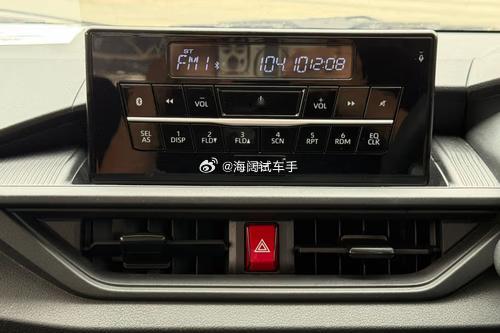 ST
FM1 104.10 12:08
VOL
VOL
SEL AS
1 DISP
2 FLD▼
3 FLD▲
4 SCN
5 RPT
6 RDM
EQ CLK
@海阔试车手